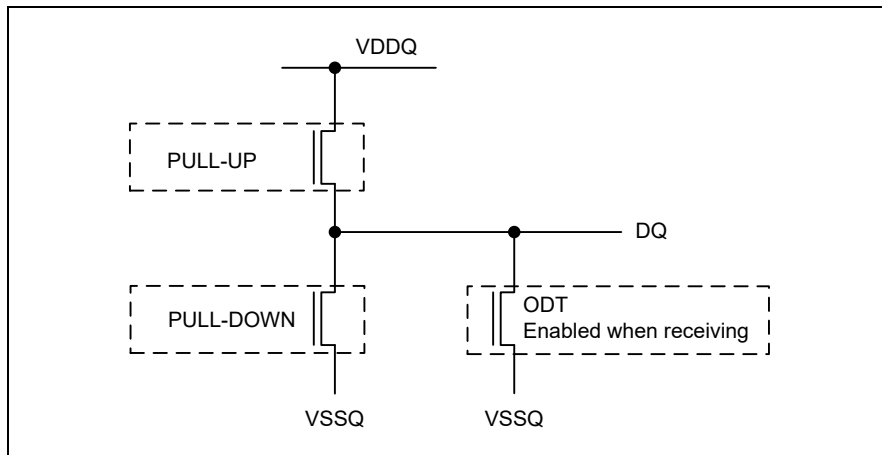 VDDQ
PULL-UP
DQ
PULL-DOWN
ODT
Enabled when receiving
VSSQ
VSSQ